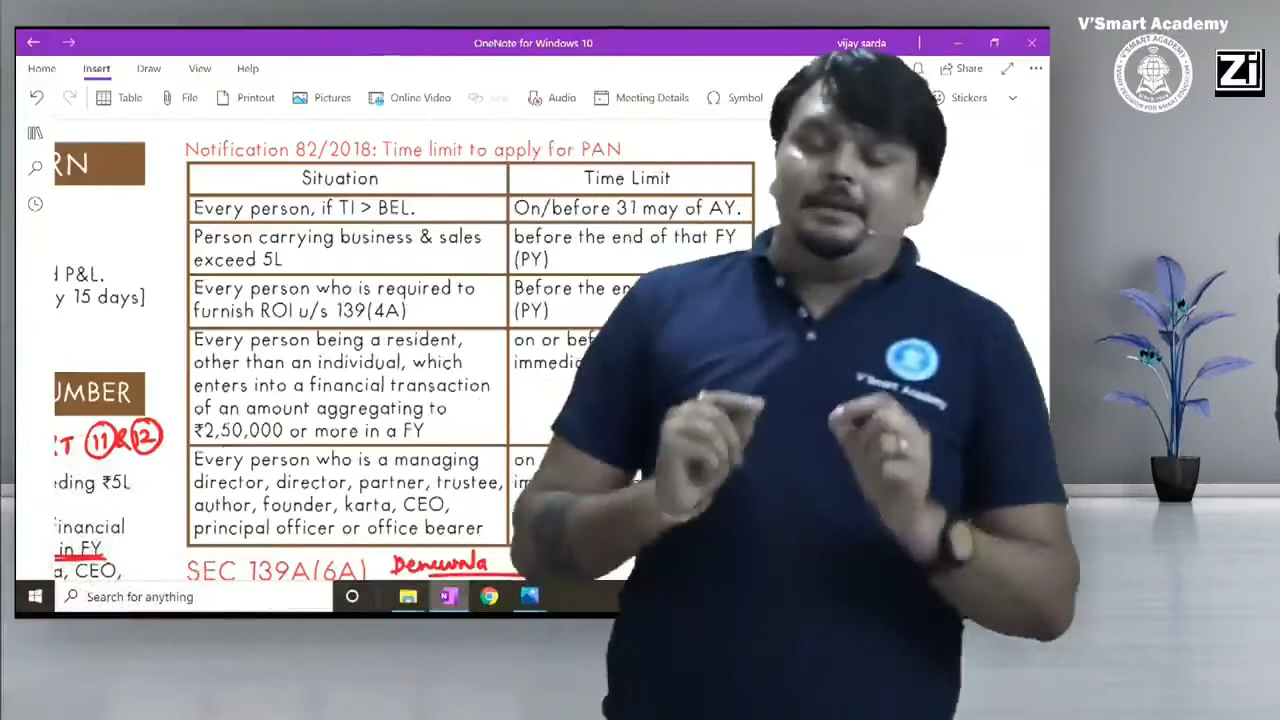 V'Smart Academy
OneNote for Windows 10
vijay sarda
Home Insert Draw View Help
Share
Table File Printout Pictures Online Video Audio Meeting Details Symbol Stickers
RN
Notification 82/2018: Time limit to apply for PAN
Situation Time Limit
Every person, if TI > BEL. On/before 31 may of AY.
Person carrying business & sales before the end of that FY
exceed 5L (PY)
d P&L.
y 15 days]
Every person who is required to Before the en
furnish ROI u/s 139(4A) (PY)
Every person being a resident, on or bef
other than an individual, which immedia
enters into a financial transaction
of an amount aggregating to
₹2,50,000 or more in a FY
UMBER
11 & 12
Every person who is a managing on
director, director, partner, trustee, im
author, founder, karta, CEO,
principal officer or office bearer
eding ₹5L
financial
in FY
a, CEO,
SEC 139A(6A)
Search for anything
V'Smart Academy
Zi